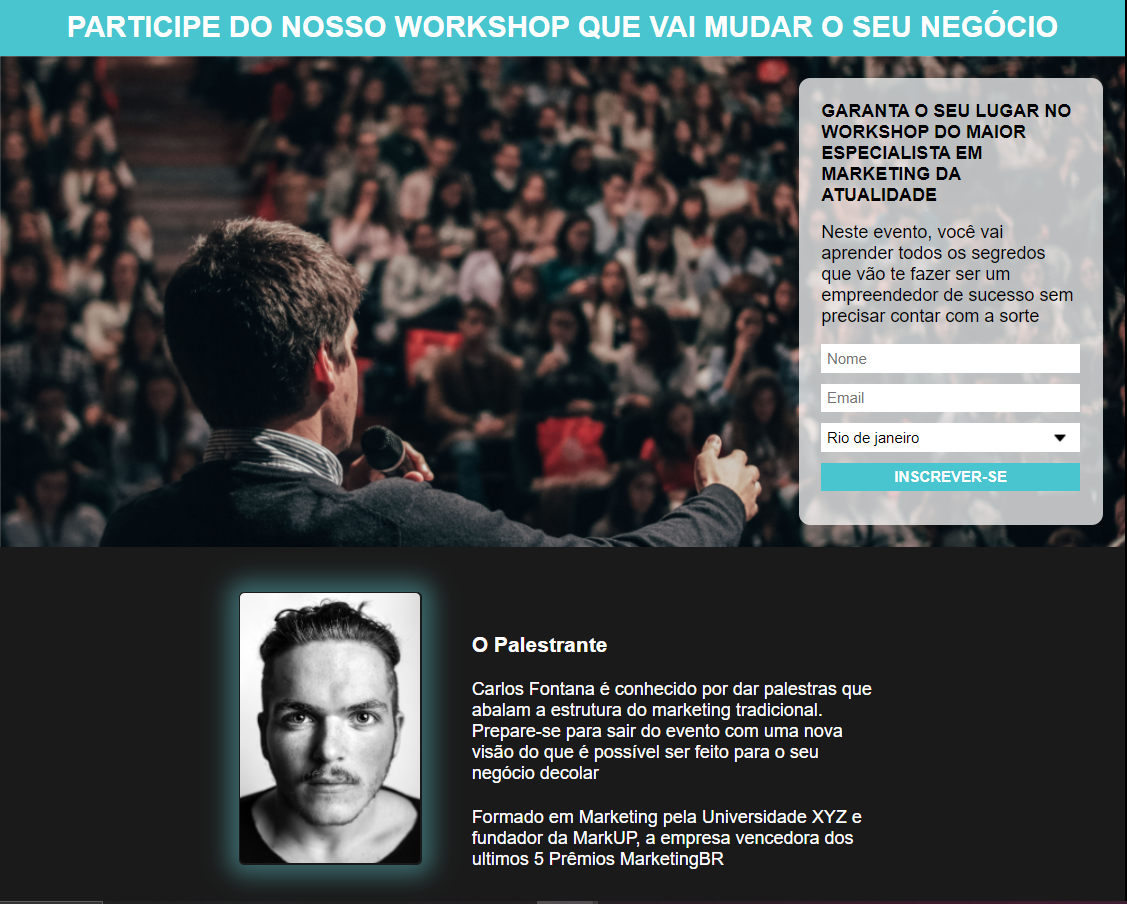 PARTICIPE DO NOSSO WORKSHOP QUE VAI MUDAR O SEU NEGÓCIO
GARANTA O SEU LUGAR NO
WORKSHOP DO MAIOR
ESPECIALISTA EM
MARKETING DA
ATUALIDADE
Neste evento, você vai
aprender todos os segredos
que vão te fazer ser um
empreendedor de sucesso sem
precisar contar com a sorte
Nome
Email
Rio de janeiro
INSCREVER-SE
O Palestrante
Carlos Fontana é conhecido por dar palestras que
abalam a estrutura do marketing tradicional.
Prepare-se para sair do evento com uma nova
visão do que é possível ser feito para o seu
negócio decolar
Formado em Marketing pela Universidade XYZ e
fundador da MarkUP, a empresa vencedora dos
ultimos 5 Prêmios MarketingBR